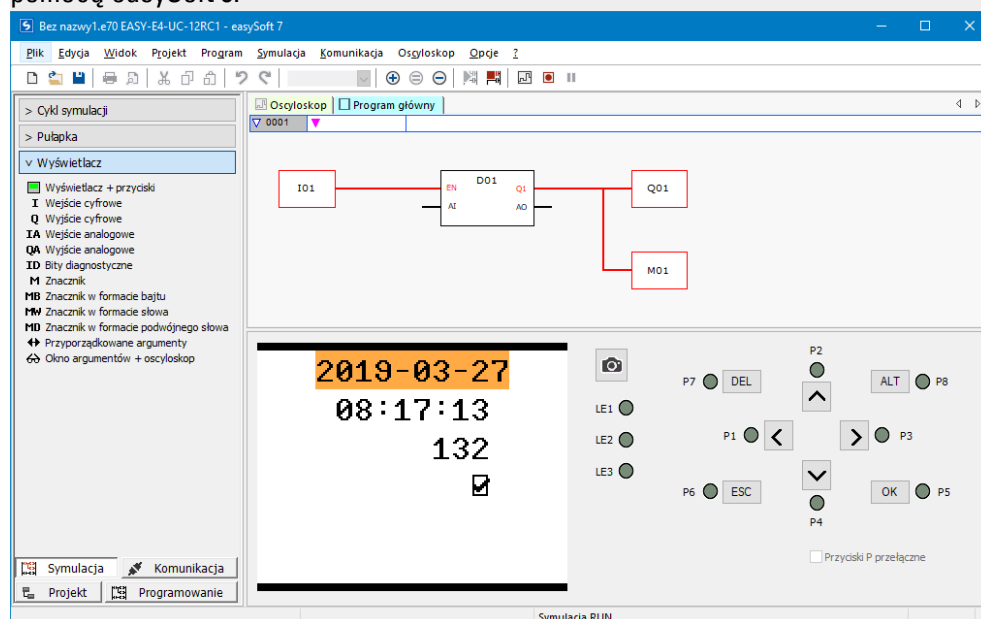 Bez nazwy1.e70 EASY-E4-UC-12RC1 - easySoft 7
Plik Edycja Widok Projekt Program Symulacja Komunikacja Oscyloskop Opcje ?
> Cykl symulacji
> Pułapka
v Wyświetlacz
Wyświetlacz + przyciski
I Wejście cyfrowe
Q Wyjście cyfrowe
IA Wejście analogowe
QA Wyjście analogowe
ID Bity diagnostyczne
M Znacznik
MB Znacznik w formacie bajtu
MW Znacznik w formacie słowa
MD Znacznik w formacie podwójnego słowa
Przyporządkowane argumenty
Okno argumentów + oscyloskop
Symulacja Komunikacja
Projekt Programowanie
Oscyloskop Program główny
0001
I01
D01
EN Q1
AI AO
Q01
M01
2019-03-27
08:17:13
132
LE1
LE2
LE3
P2
P7 DEL ALT P8
P1 P3
P6 ESC OK P5
P4
Przyciski P przełączne
Symulacja RUN